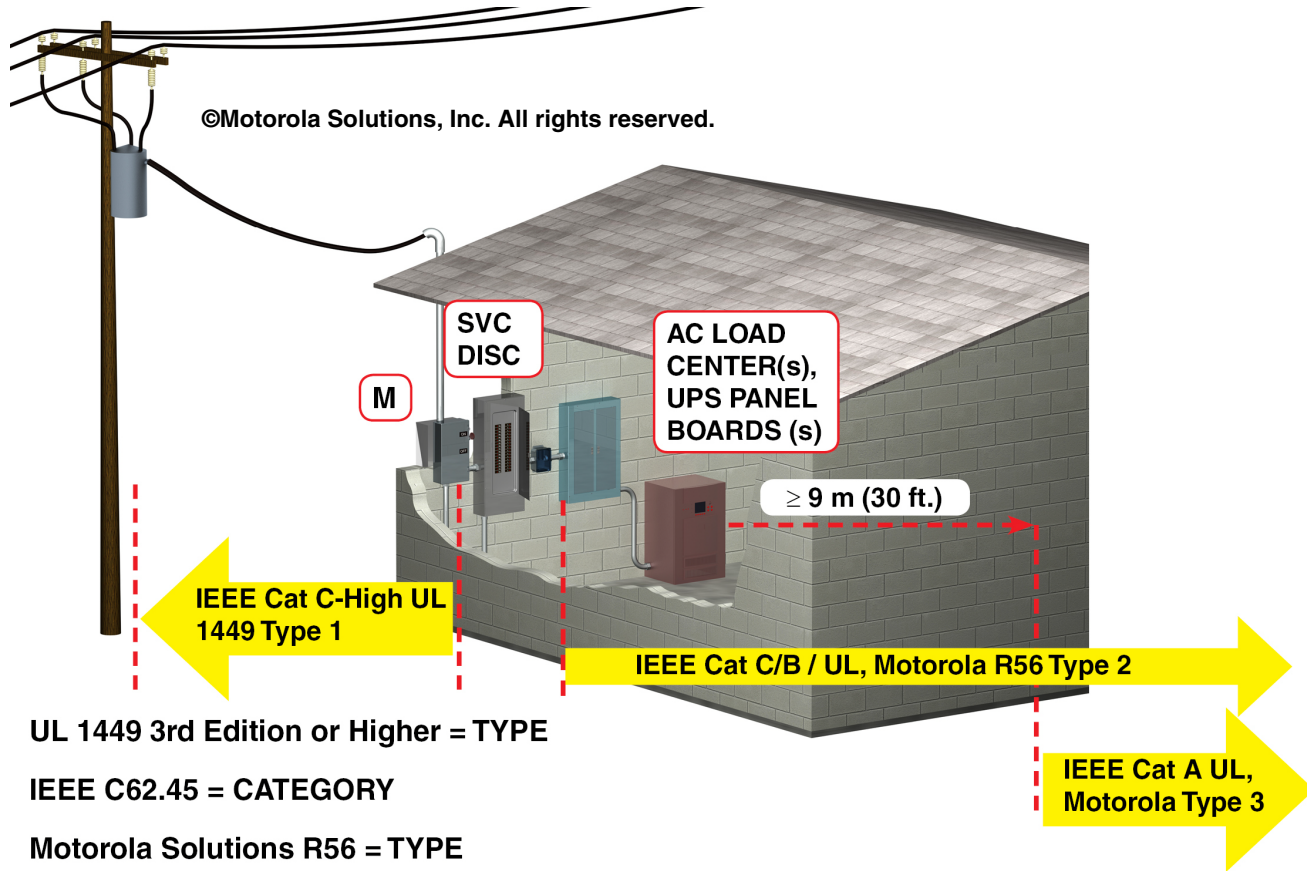 ©Motorola Solutions, Inc. All rights reserved.
SVC
DISC
M
AC LOAD
CENTER(s),
UPS PANEL
BOARDS (s)
≥ 9 m (30 ft.)
IEEE Cat C-High UL
1449 Type 1
IEEE Cat C/B / UL, Motorola R56 Type 2
UL 1449 3rd Edition or Higher = TYPE
IEEE C62.45 = CATEGORY
Motorola Solutions R56 = TYPE
IEEE Cat A UL,
Motorola Type 3